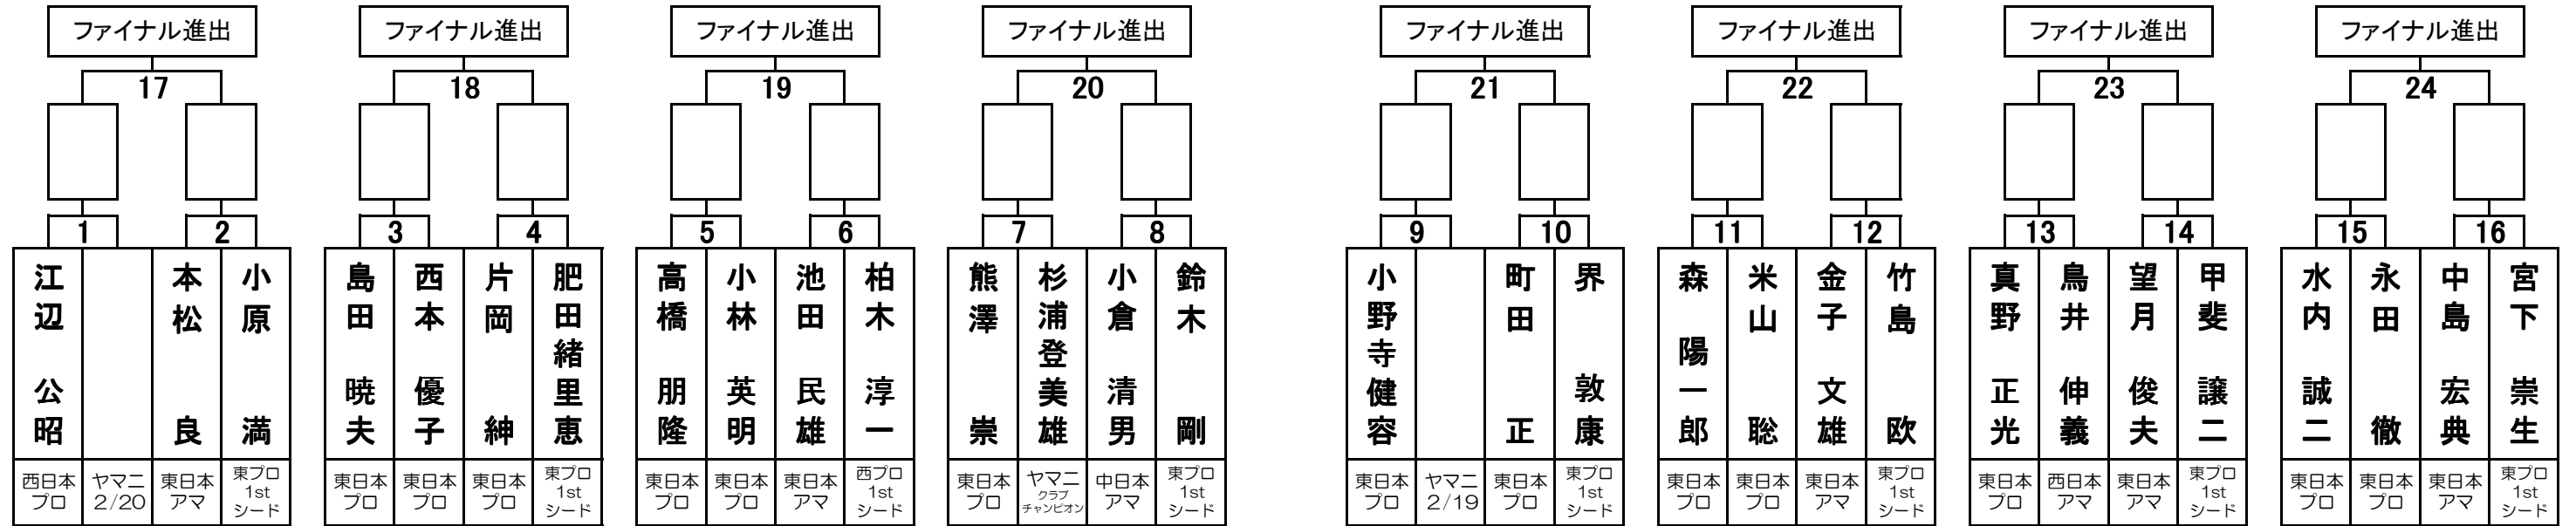 ファイナル進出 ファイナル進出 ファイナル進出 ファイナル進出 ファイナル進出 ファイナル進出 ファイナル進出 ファイナル進出
17 18 19 20 21 22 23 24
1 2 3 4 5 6 7 8 9 10 11 12 13 14 15 16
江辺公昭
本松良
小原満
島田暁夫
西本優子
片岡紳
肥田緒里恵
高橋朋隆
小林英明
池田民雄
柏木淳一
熊澤崇
杉浦登美雄
小倉清男
鈴木剛
小野寺健容
町田正
界敦康
森陽一郎
米山聡
金子文雄
竹島欧
真野正光
鳥井伸義
望月俊夫
甲斐譲二
水内誠二
永田徹
中島宏典
宮下崇生
西日本
プロ
ヤマニ
2/20
東日本
アマ
東プロ
1st
シード
東日本
プロ
東日本
プロ
東日本
プロ
東プロ
1st
シード
東日本
プロ
東日本
プロ
東日本
アマ
西プロ
1st
シード
東日本
プロ
ヤマニ
クラブ
チャンピオン
中日本
アマ
東プロ
1st
シード
東日本
プロ
ヤマニ
2/19
東日本
プロ
東プロ
1st
シード
東日本
プロ
東日本
プロ
東日本
アマ
東プロ
1st
シード
東日本
プロ
西日本
アマ
東日本
アマ
東プロ
1st
シード
東日本
プロ
東日本
プロ
東日本
アマ
東プロ
1st
シード